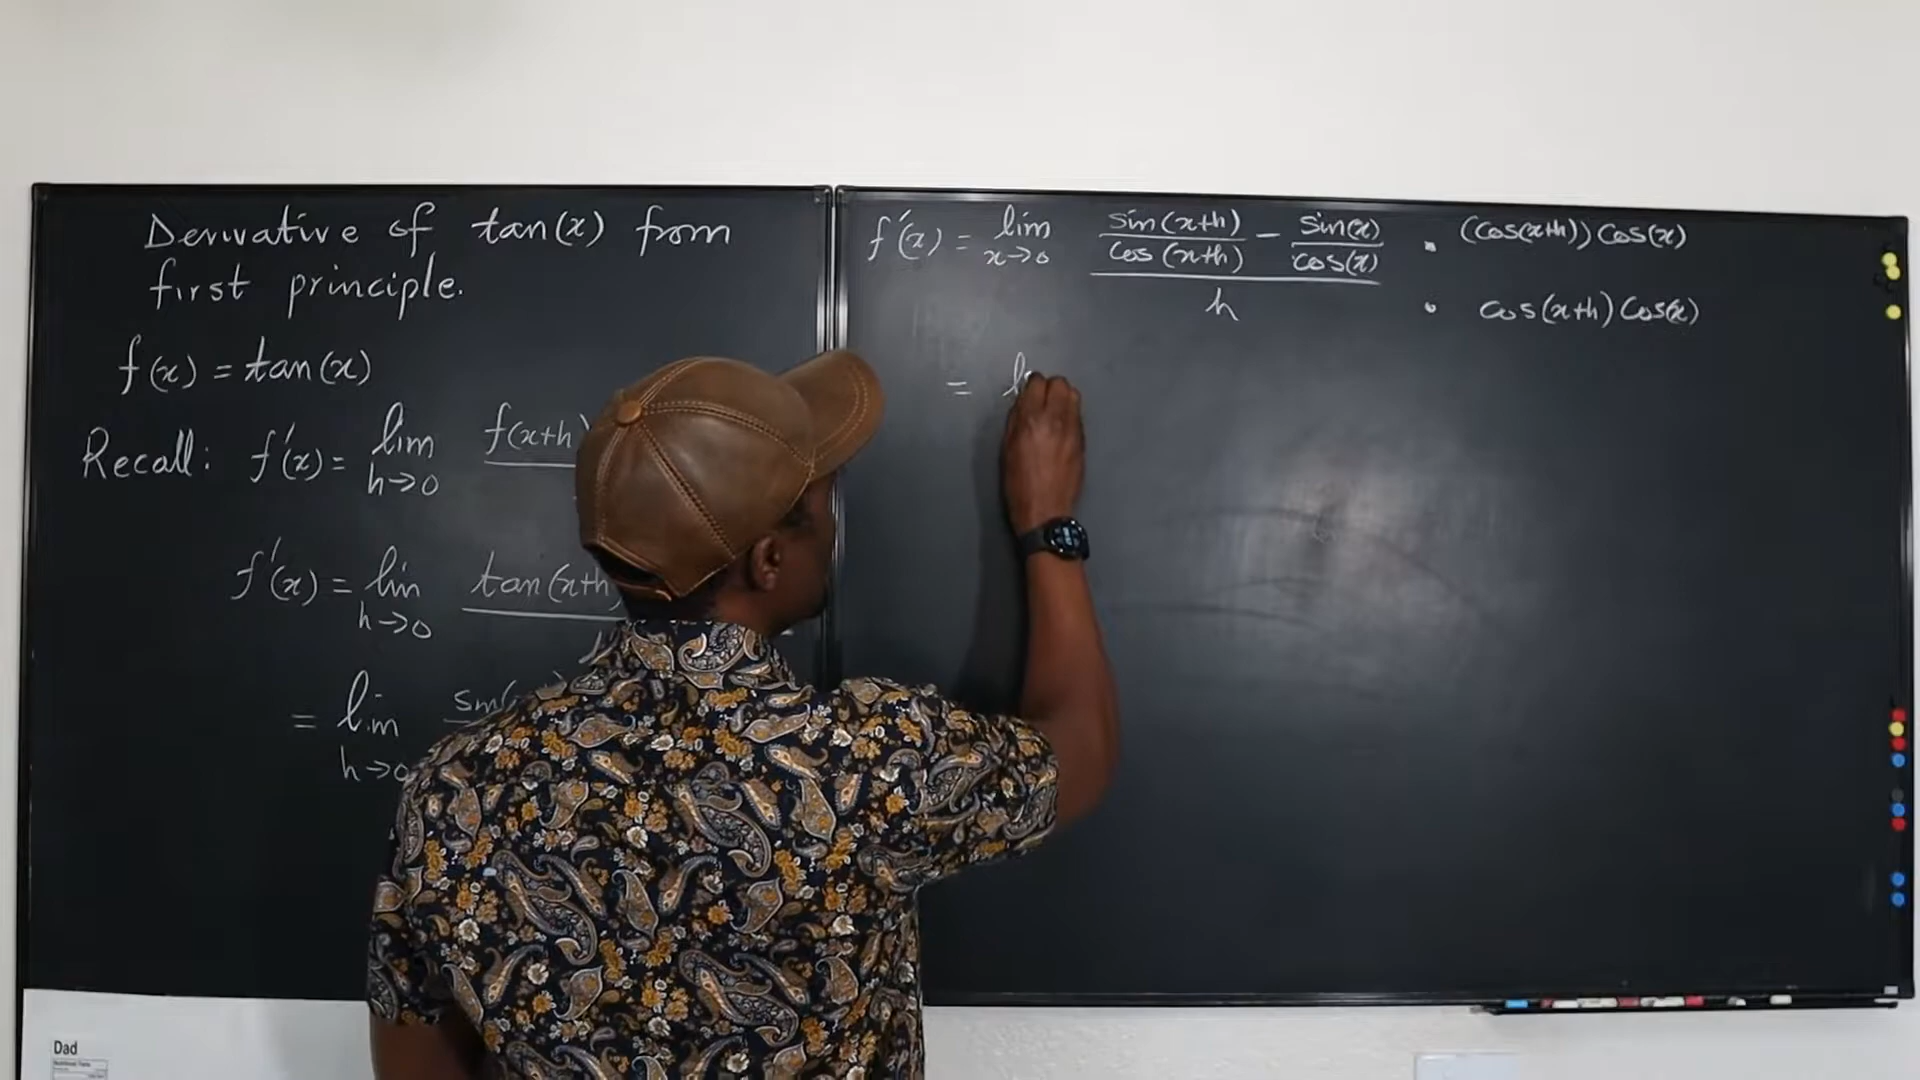 Derivative of tan(x) from
first principle.
f(x) = tan(x)
Recall: f'(x) = lim f(x+h)
h→0
f'(x) = lim tan(x+h)
h→0
= lim
h→0
f'(x) = lim sin(x+h) - sin(x) . (cos(x+h)) cos(x)
x→0 cos(x+h) cos(x)
h . cos(x+h) cos(x)
=
Dad